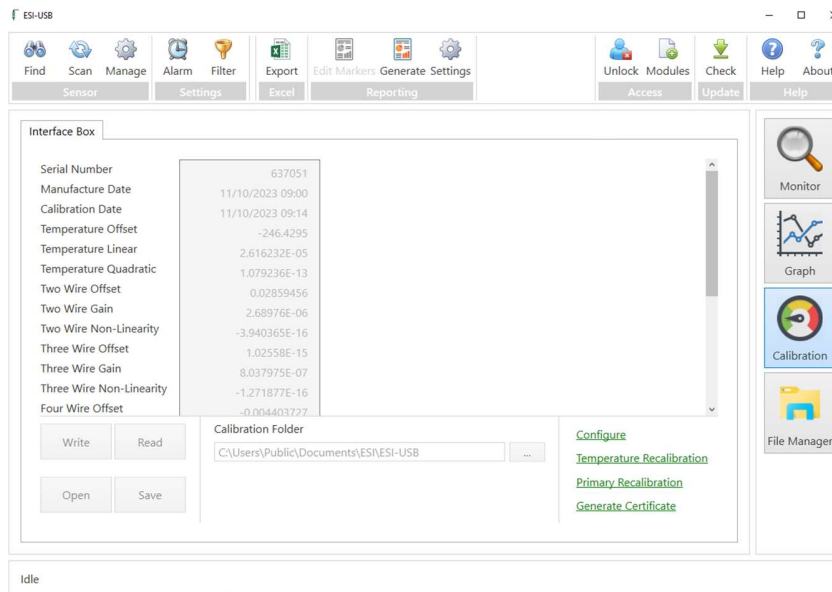 ESI-USB
Find Scan Manage Alarm Filter Export Edit Markers Generate Settings Unlock Modules Check Help About
Sensor Settings Excel Reporting Access Update Help
Interface Box
Serial Number 637051
Manufacture Date 11/10/2023 09:00
Calibration Date 11/10/2023 09:14
Temperature Offset -246.4295
Temperature Linear 2.616232E-05
Temperature Quadratic 1.079236E-13
Two Wire Offset 0.02859456
Two Wire Gain 2.68976E-06
Two Wire Non-Linearity -3.940365E-16
Three Wire Offset 1.02558E-15
Three Wire Gain 8.037975E-07
Three Wire Non-Linearity -1.271877E-16
Four Wire Offset -0.004403727
Write Read
Open Save
Calibration Folder
C:\Users\Public\Documents\ESI\ESI-USB ...
Configure
Temperature Recalibration
Primary Recalibration
Generate Certificate
Monitor
Graph
Calibration
File Manager
Idle